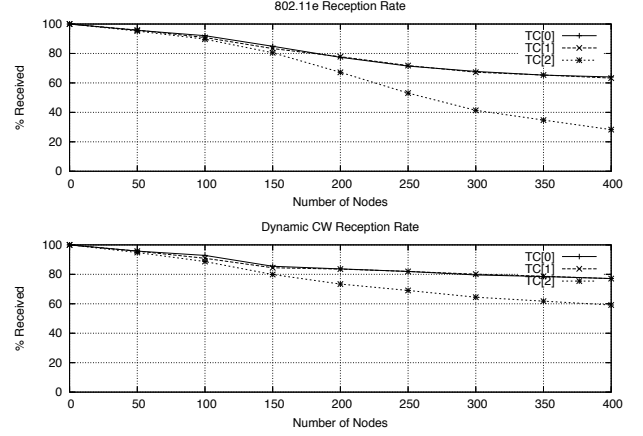 802.11e Reception Rate
100
80
60
40
20
0
% Received
TC[0]
TC[1]
TC[2]
0 50 100 150 200 250 300 350 400
Number of Nodes
Dynamic CW Reception Rate
100
80
60
40
20
0
% Received
TC[0]
TC[1]
TC[2]
0 50 100 150 200 250 300 350 400
Number of Nodes